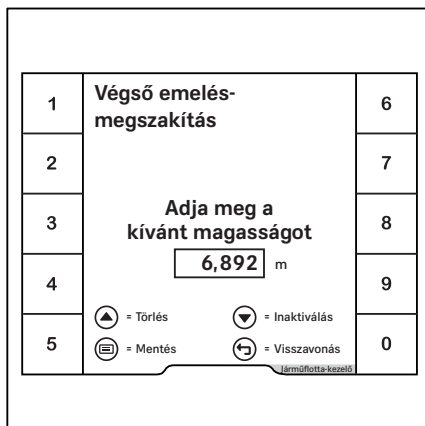 Végső emelés-
megszakítás
1
2
3
4
5
6
7
8
9
0
Adja meg a
kívánt magasságot
6,892 m
= Törlés
= Inaktiválás
= Mentés
= Visszavonás
Járműflotta-kezelő